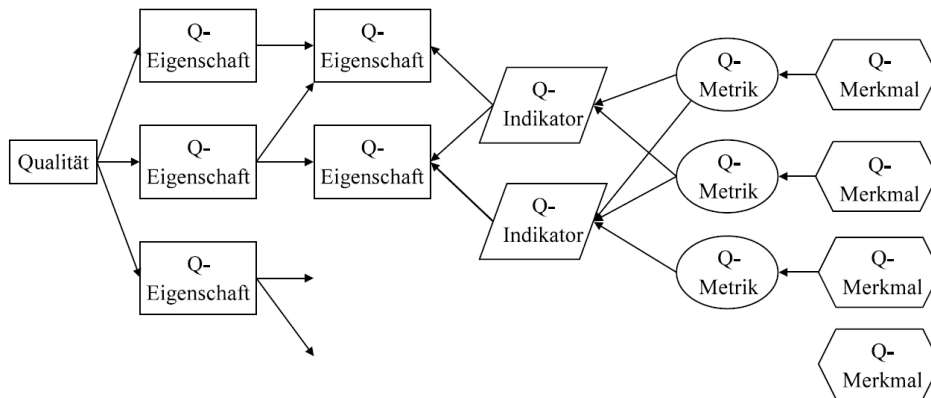 Qualität
Q-
Eigenschaft
Q-
Eigenschaft
Q-
Eigenschaft
Q-
Eigenschaft
Q-
Eigenschaft
Q-
Indikator
Q-
Indikator
Q-
Metrik
Q-
Metrik
Q-
Metrik
Q-
Merkmal
Q-
Merkmal
Q-
Merkmal
Q-
Merkmal